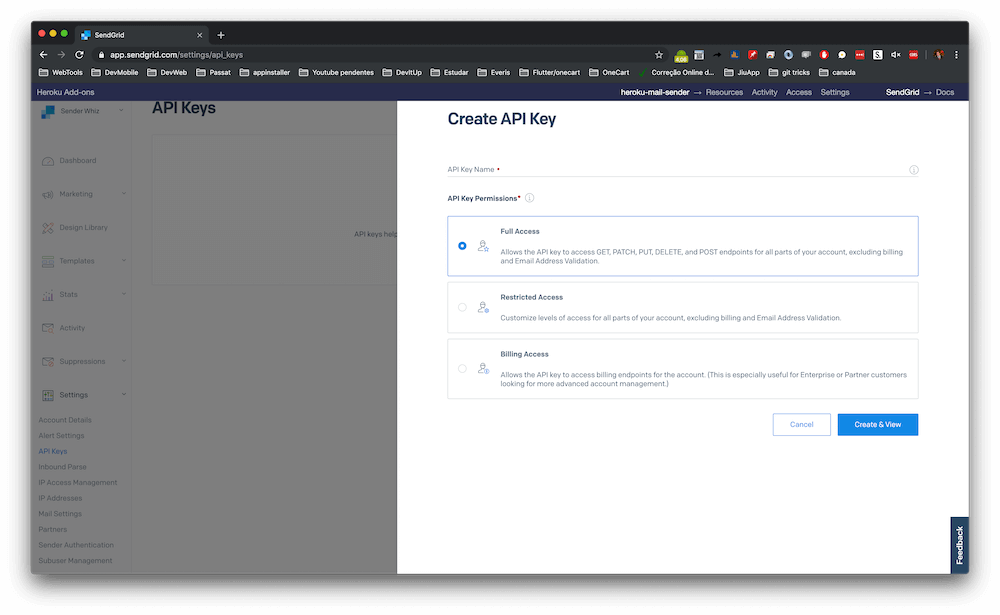 SendGrid
app.sendgrid.com/settings/api_keys
4:06
WebTools DevMobile DevWeb Passat appinstaller Youtube pendentes DevitUp Estudar Everis Flutter/onecart OneCart Correção Online d... JiuApp git tricks canada
Heroku Add-ons
heroku-mail-sender → Resources Activity Access Settings SendGrid → Docs
Sender Whiz
Dashboard
Marketing
Design Library
Templates
Stats
Activity
Suppressions
Settings
Account Details
Alert Settings
API Keys
Inbound Parse
IP Access Management
IP Addresses
Mail Settings
Partners
Sender Authentication
Subuser Management
API Keys
API keys help
Create API Key
API Key Name •
API Key Permissions*
Full Access
Allows the API key to access GET, PATCH, PUT, DELETE, and POST endpoints for all parts of your account, excluding billing
and Email Address Validation.
Restricted Access
Customize levels of access for all parts of your account, excluding billing and Email Address Validation.
Billing Access
Allows the API key to access billing endpoints for the account. (This is especially useful for Enterprise or Partner customers
looking for more advanced account management.)
Cancel Create & View
Feedback